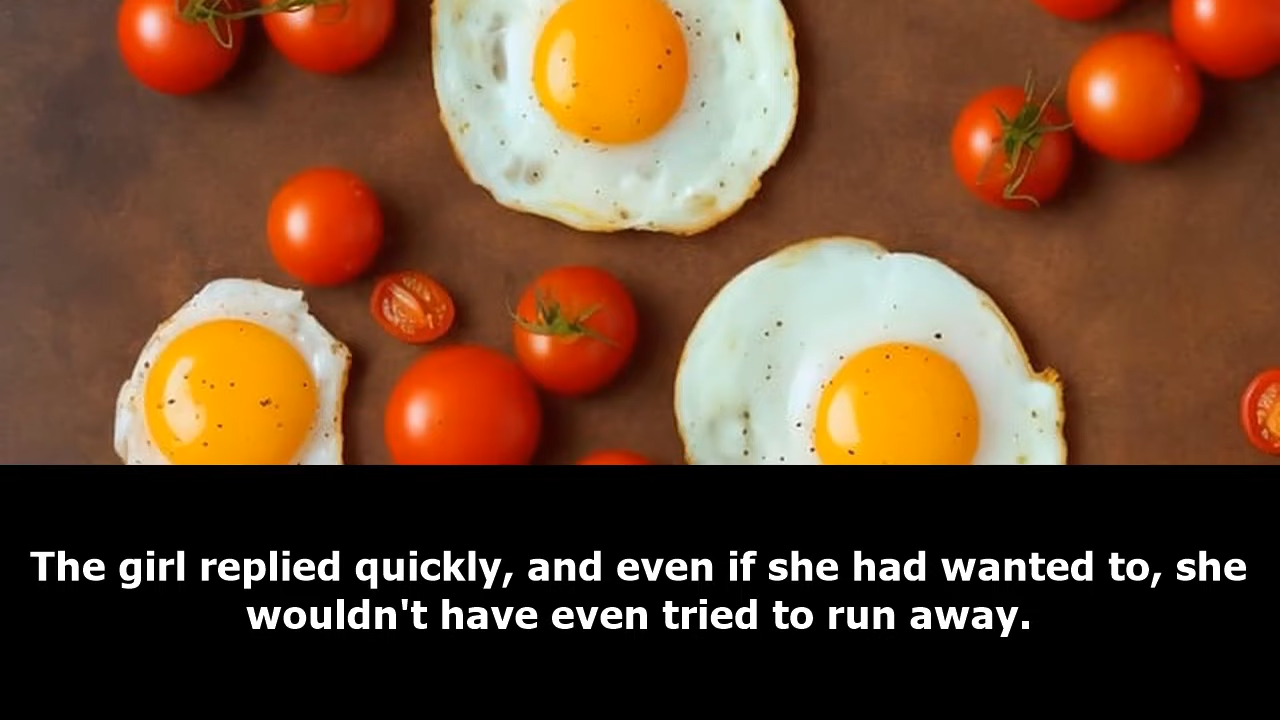 The girl replied quickly, and even if she had wanted to, she
wouldn't have even tried to run away.